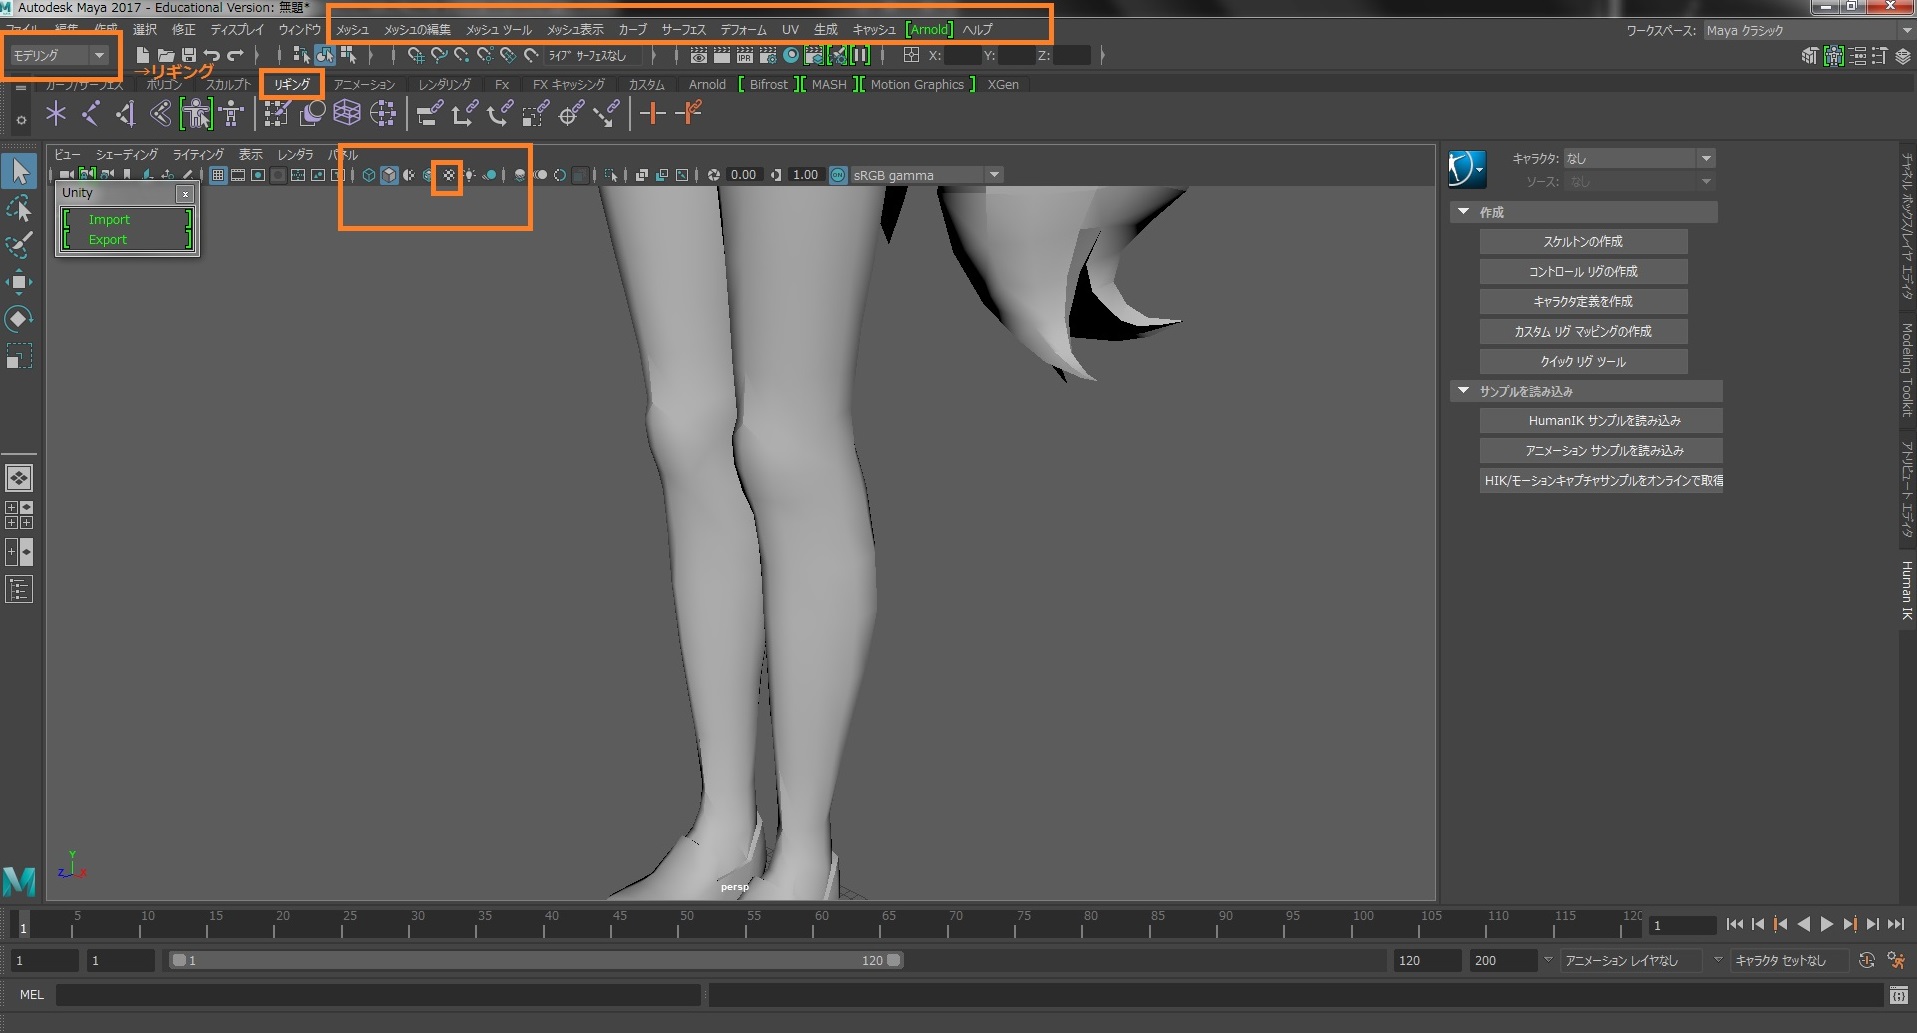 Autodesk Maya 2017 - Educational Version: 無題*
ファイル 編集 作成 選択 修正 ディスプレイ ウィンドウ メッシュ メッシュの編集 メッシュ ツール メッシュ表示 カーブ サーフェス デフォーム UV 生成 キャッシュ [Arnold] ヘルプ
ワークスペース: Maya クラシック
モデリング
ライブ サーフェスなし
X: Y: Z:
→リギング
カーブ/サーフェス ポリゴン スカルプト リギング アニメーション レンダリング Fx FX キャッシング カスタム Arnold [ Bifrost ] [ MASH ] [ Motion Graphics ] XGen
ビュー シェーディング ライティング 表示 レンダラ パネル
0.00 1.00 ON sRGB gamma
Unity
Import
Export
キャラクタ: なし
ソース: なし
作成
スケルトンの作成
コントロール リグの作成
キャラクタ定義を作成
カスタム リグ マッピングの作成
クイック リグ ツール
サンプルを読み込み
HumanIK サンプルを読み込み
アニメーション サンプルを読み込み
HIK/モーションキャプチャサンプルをオンラインで取得
チャネル ボックス/レイヤ エディタ
Modeling Toolkit
アトリビュート エディタ
Human IK
Y
Z X
persp
1 5 10 15 20 25 30 35 40 45 50 55 60 65 70 75 80 85 90 95 100 105 110 115 120 1
1 1 1 120 120 200 アニメーション レイヤなし キャラクタ セットなし
MEL